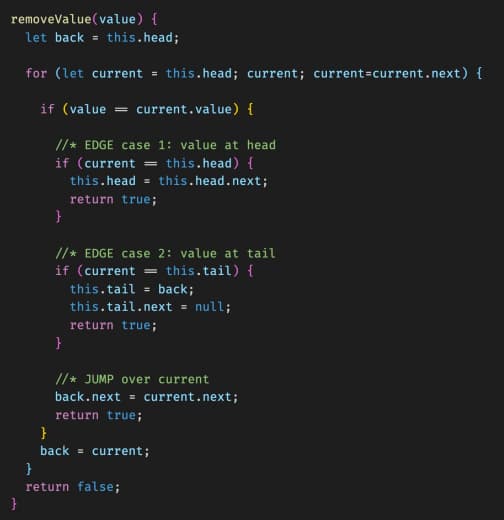 removeValue(value) {
let back = this.head;
for (let current = this.head; current; current=current.next) {
if (value == current.value) {
//* EDGE case 1: value at head
if (current == this.head) {
this.head = this.head.next;
return true;
}
//* EDGE case 2: value at tail
if (current == this.tail) {
this.tail = back;
this.tail.next = null;
return true;
}
//* JUMP over current
back.next = current.next;
return true;
}
back = current;
}
return false;
}